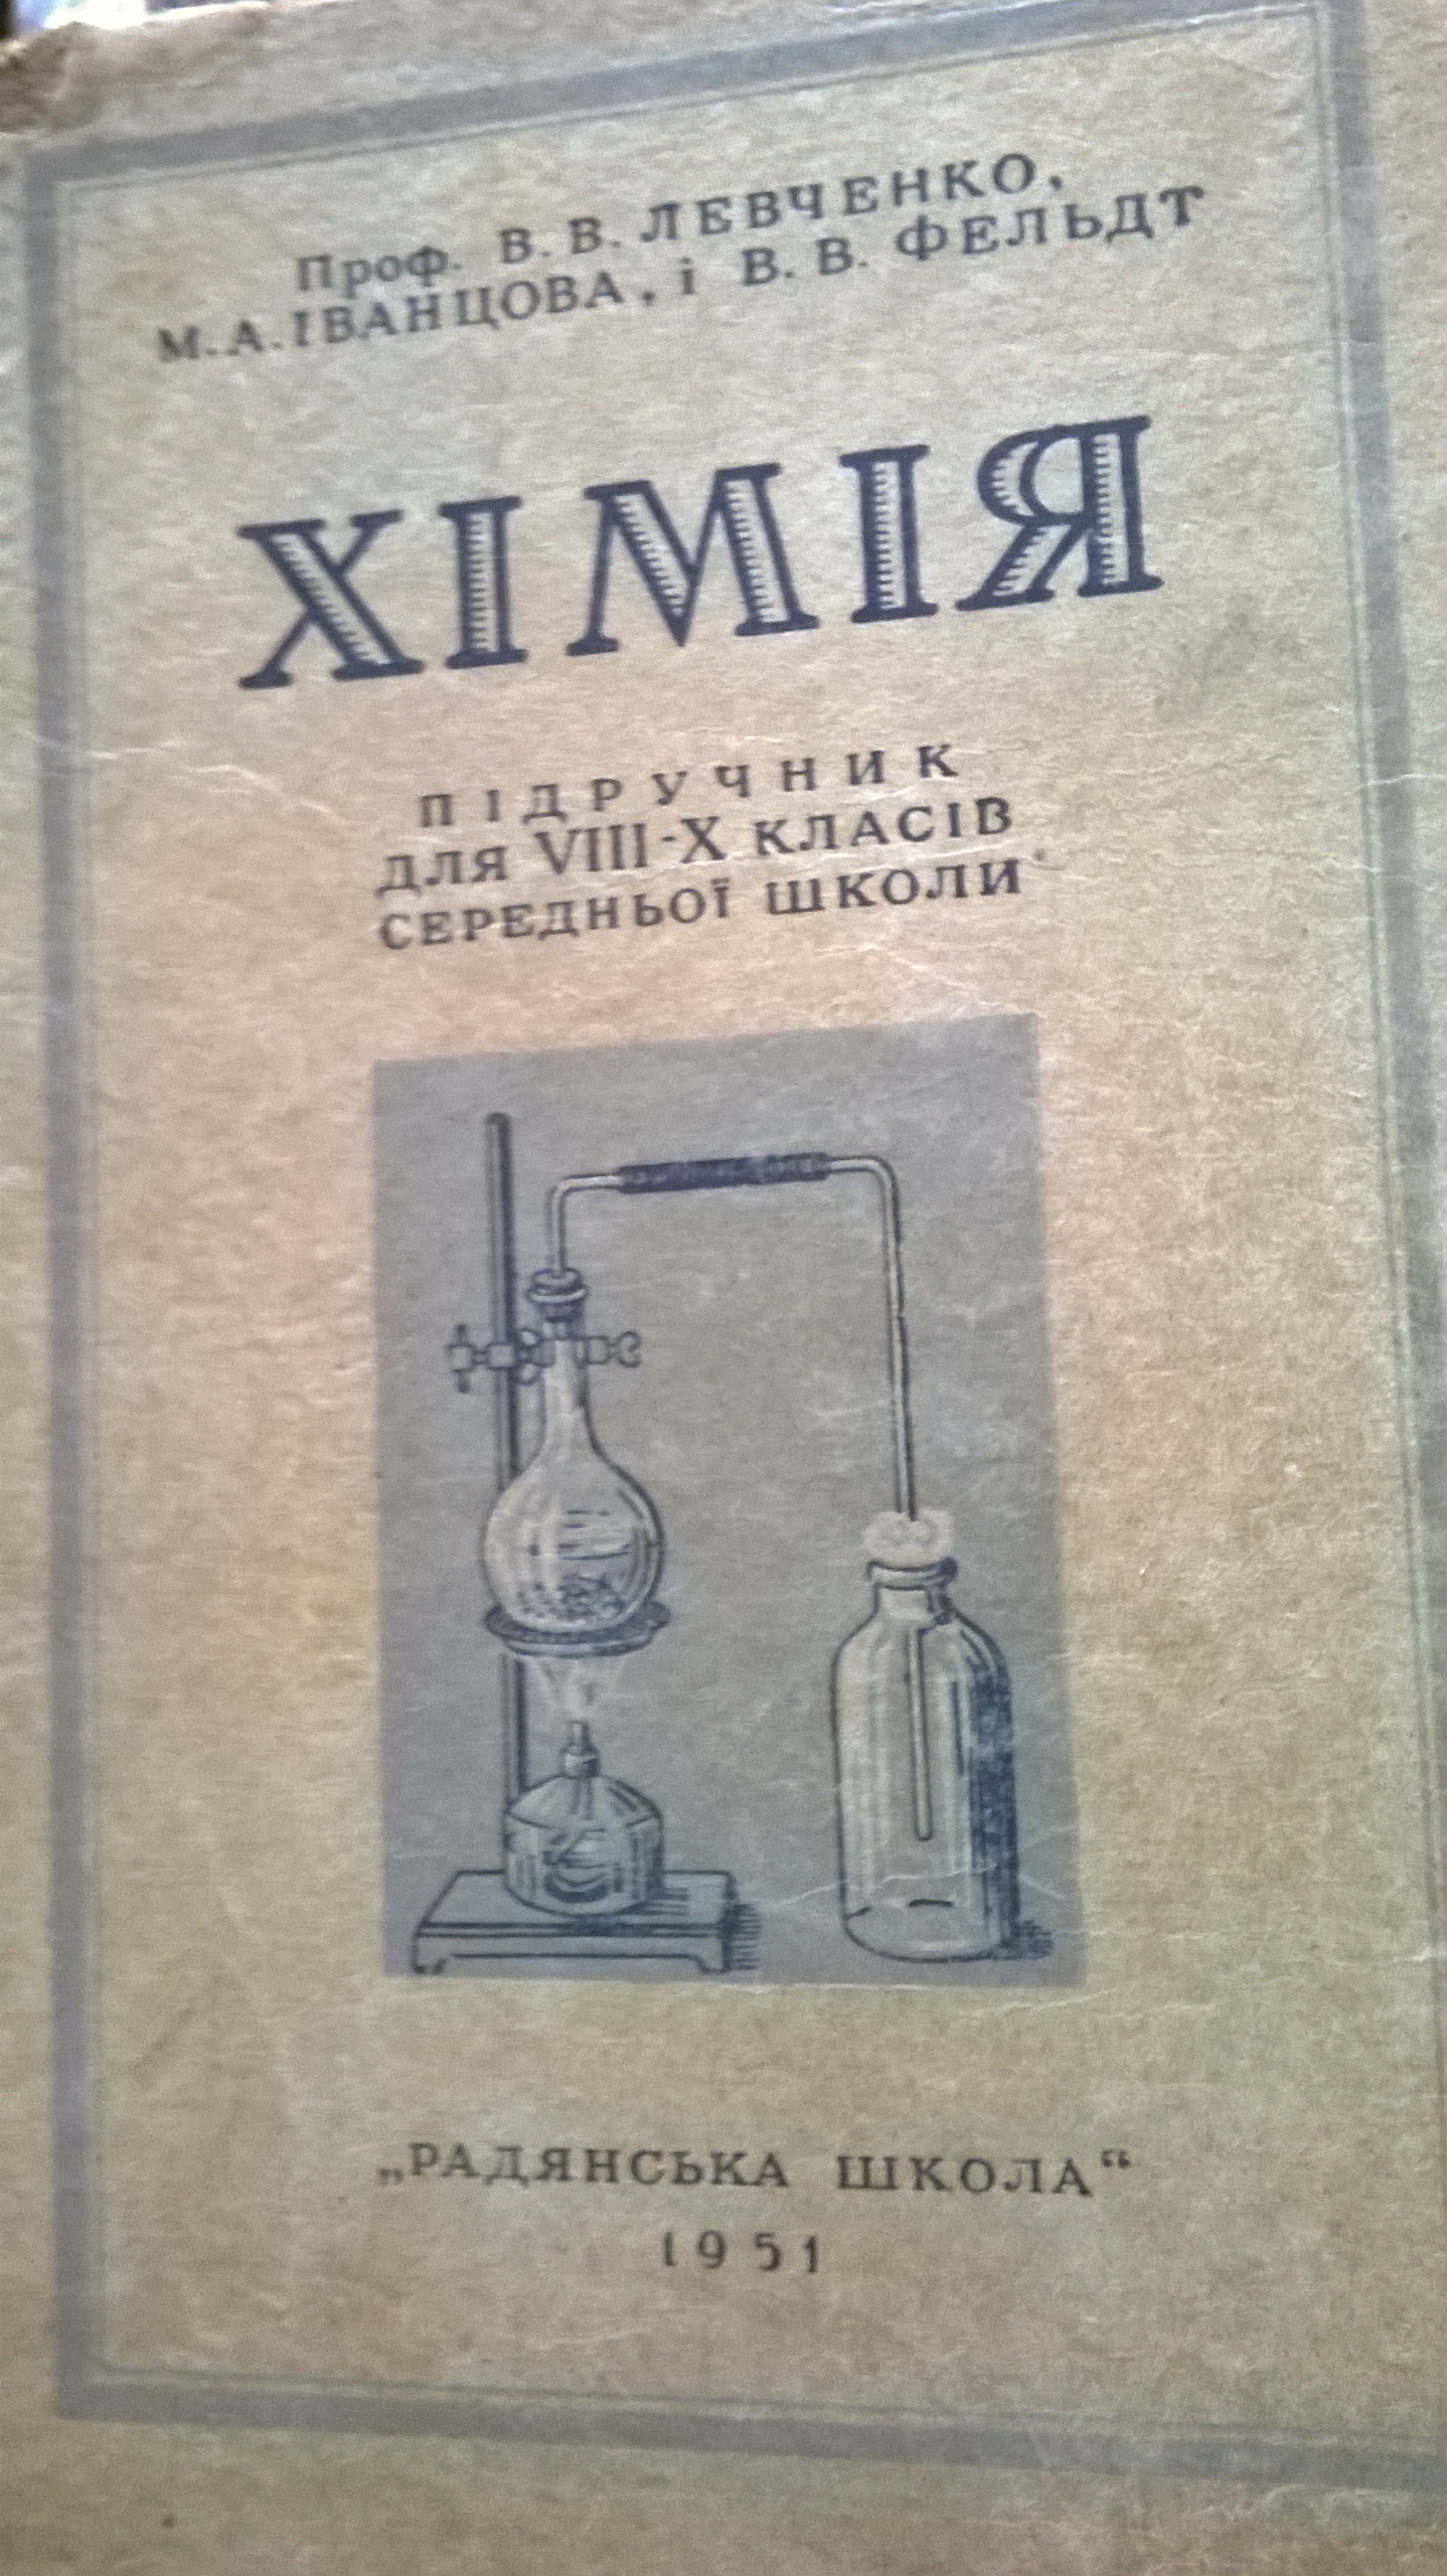 Проф. В. В. ЛЕВЧЕНКО,
М. А. ІВАНЦОВА, і В. В. ФЕЛЬДТ
ХІМІЯ
ПІДРУЧНИК
ДЛЯ VIII-X КЛАСІВ
СЕРЕДНЬОЇ ШКОЛИ
„РАДЯНСЬКА ШКОЛА“
1951